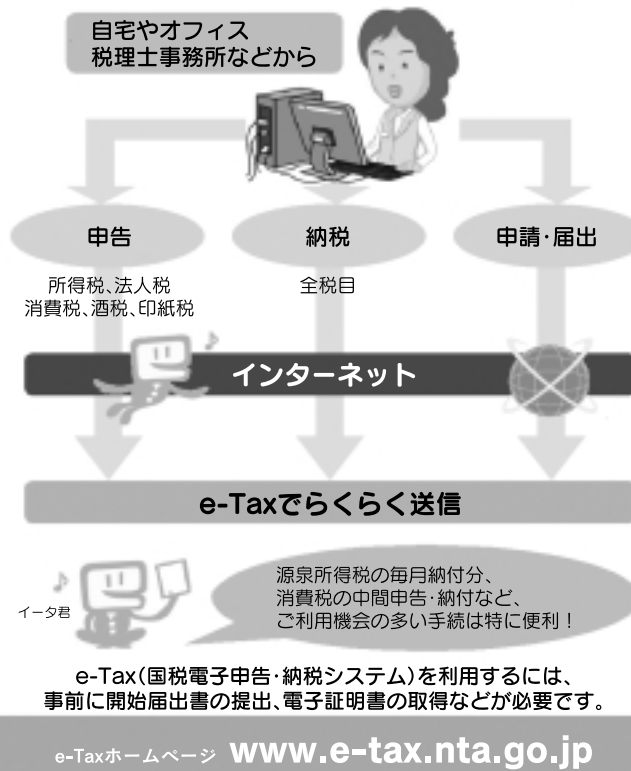 自宅やオフィス
税理士事務所などから
申告
納税
申請・届出
所得税、法人税
消費税、酒税、印紙税
全税目
インターネット
e-Taxでらくらく送信
イータ君
源泉所得税の毎月納付分、
消費税の中間申告・納付など、
ご利用機会の多い手続は特に便利！
e-Tax（国税電子申告・納税システム）を利用するには、
事前に開始届出書の提出、電子証明書の取得などが必要です。
e-Taxホームページ www.e-tax.nta.go.jp